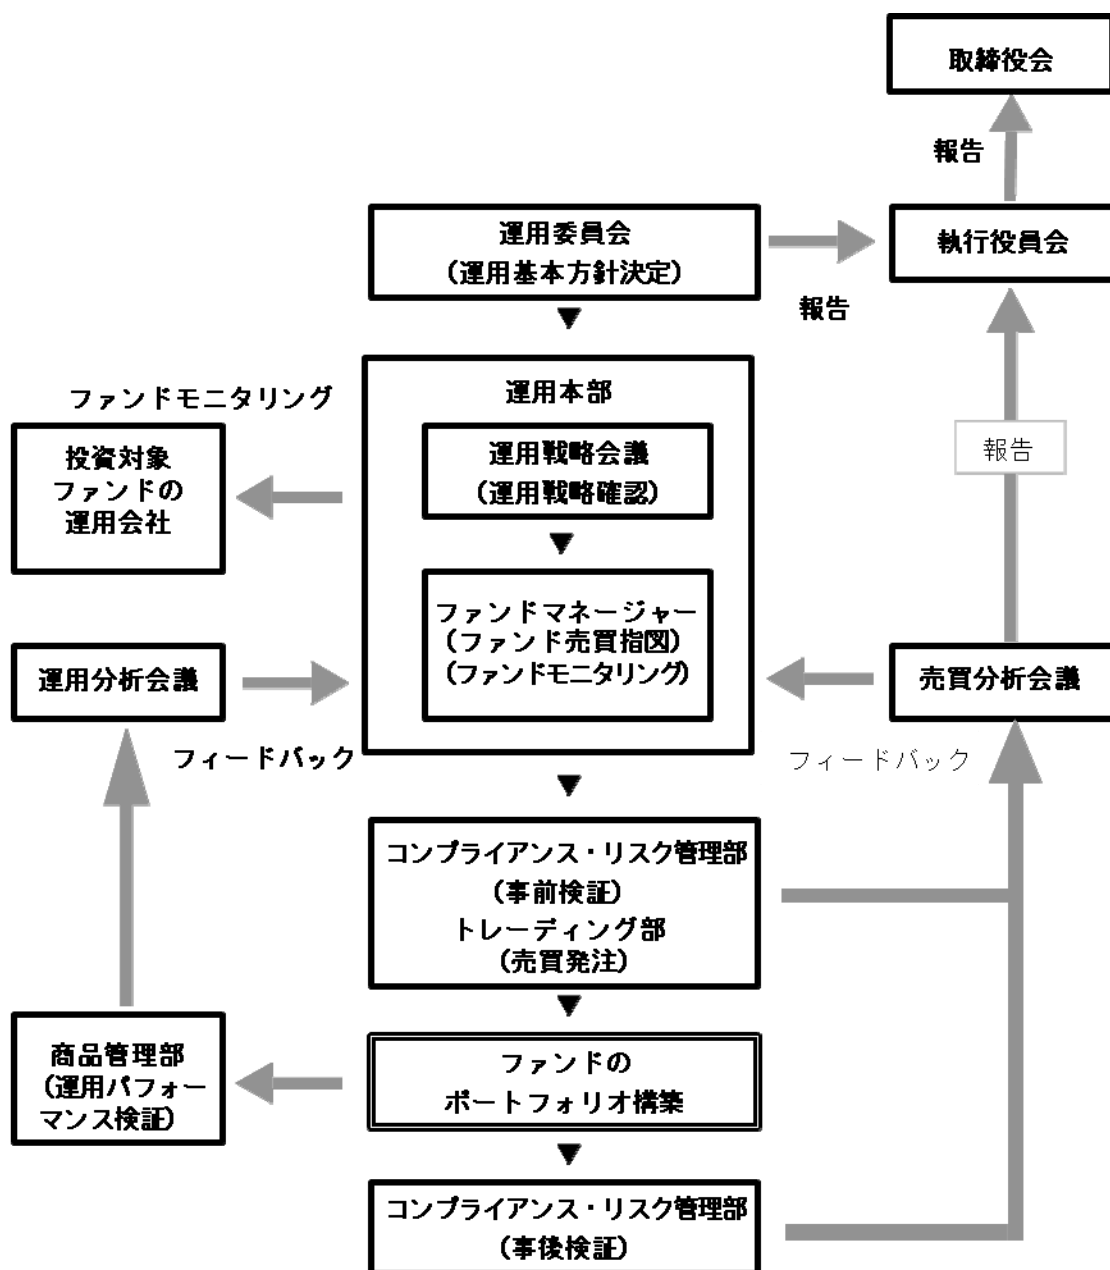 取締役会
報告
運用委員会
(運用基本方針決定)
執行役員会
報告
ファンドモニタリング
運用本部
投資対象
ファンドの
運用会社
運用戦略会議
(運用戦略確認)
報告
ファンドマネージャー
(ファンド売買指図)
(ファンドモニタリング)
運用分析会議
売買分析会議
フィードバック
フィードバック
コンプライアンス・リスク管理部
(事前検証)
トレーディング部
(売買発注)
商品管理部
(運用パフォー
マンス検証)
ファンドの
ポートフォリオ構築
コンプライアンス・リスク管理部
(事後検証)